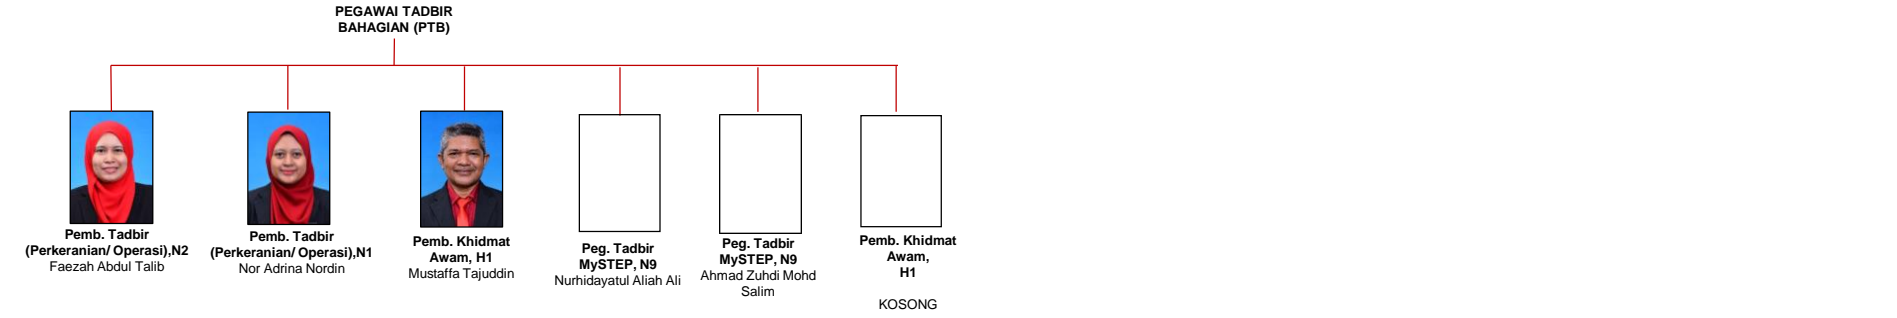 PEGAWAI TADBIR
BAHAGIAN (PTB)
Pemb. Tadbir
(Perkeranian/ Operasi),N2
Faezah Abdul Talib
Pemb. Tadbir
(Perkeranian/ Operasi),N1
Nor Adrina Nordin
Pemb. Khidmat
Awam, H1
Mustaffa Tajuddin
Peg. Tadbir
MySTEP, N9
Nurhidayatul Aliah Ali
Peg. Tadbir
MySTEP, N9
Ahmad Zuhdi Mohd
Salim
Pemb. Khidmat
Awam,
H1
KOSONG